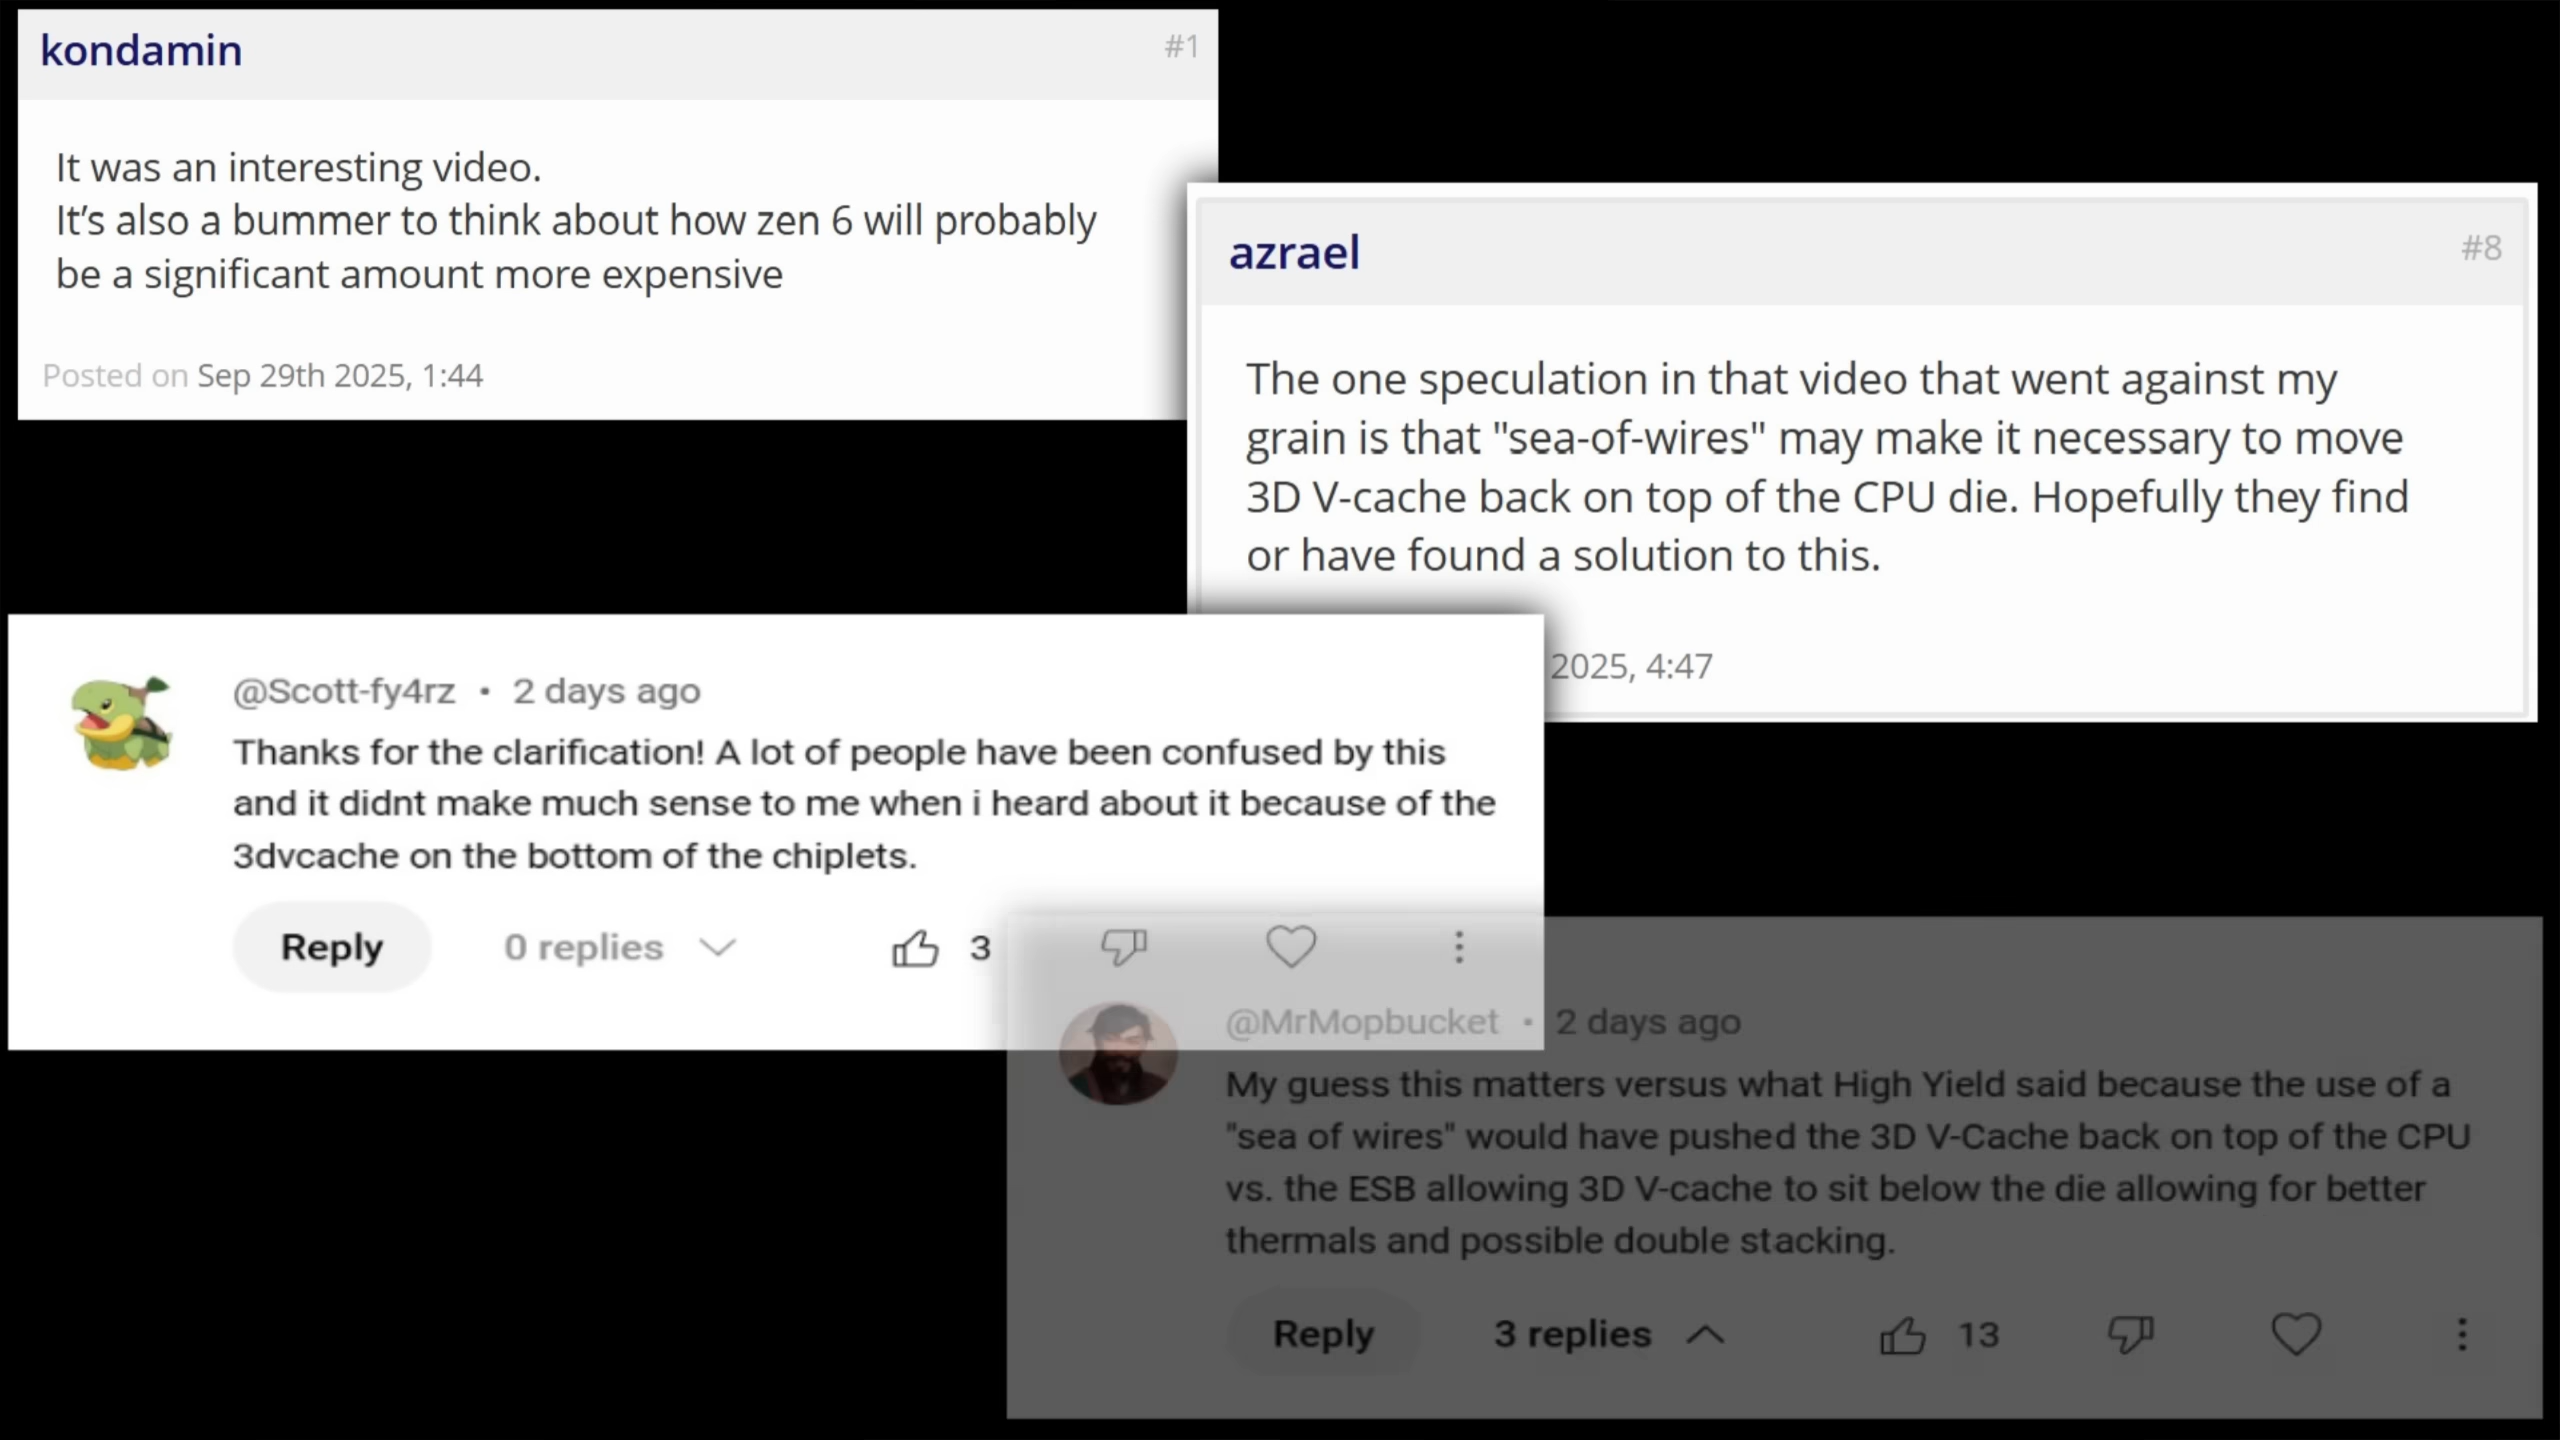 kondamin
#1
It was an interesting video.
It’s also a bummer to think about how zen 6 will probably
be a significant amount more expensive
Posted on Sep 29th 2025, 1:44
azrael
#8
The one speculation in that video that went against my
grain is that "sea-of-wires" may make it necessary to move
3D V-cache back on top of the CPU die. Hopefully they find
or have found a solution to this.
2025, 4:47
@Scott-fy4rz • 2 days ago
Thanks for the clarification! A lot of people have been confused by this
and it didnt make much sense to me when i heard about it because of the
3dvcache on the bottom of the chiplets.
Reply
0 replies
3
@MrMopbucket • 2 days ago
My guess this matters versus what High Yield said because the use of a
"sea of wires" would have pushed the 3D V-Cache back on top of the CPU
vs. the ESB allowing 3D V-cache to sit below the die allowing for better
thermals and possible double stacking.
Reply
3 replies
13